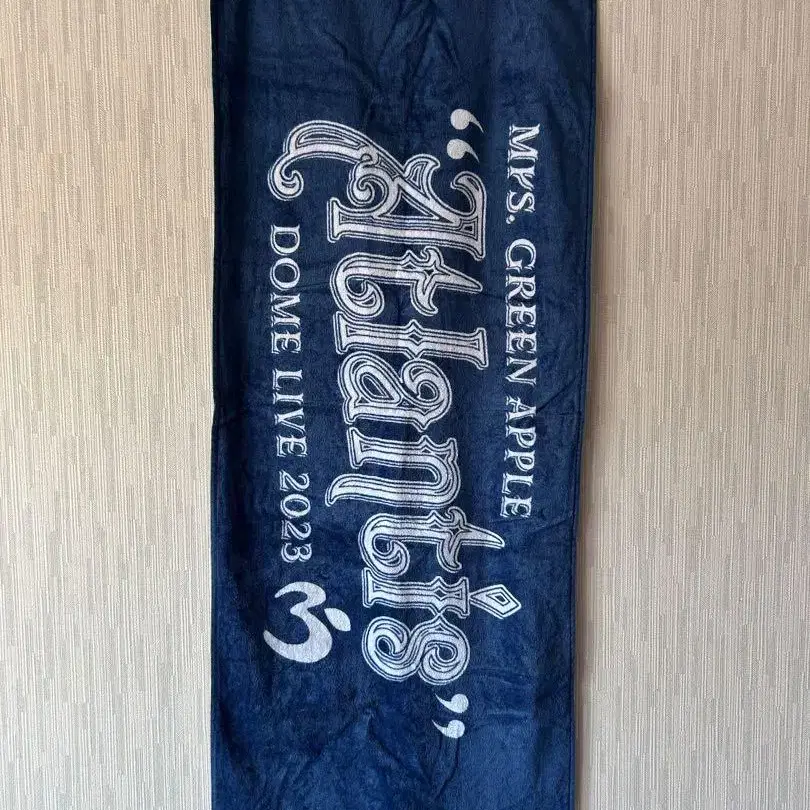 Mrs. GREEN APPLE
“Atlantis”
DOME LIVE 2023